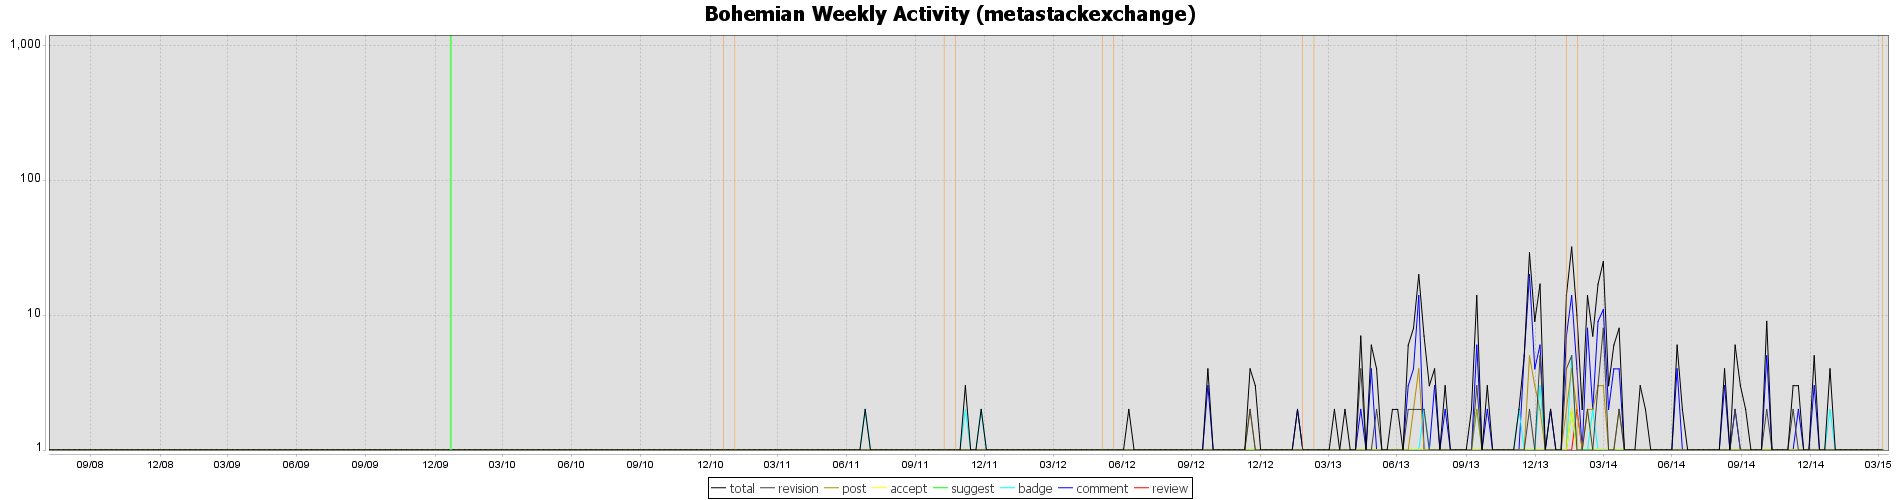 Bohemian Weekly Activity (metastackexchange)
1,000
100
10
1
09/08 12/08 03/09 06/09 09/09 12/09 03/10 06/10 09/10 12/10 03/11 06/11 09/11 12/11 03/12 06/12 09/12 12/12 03/13 06/13 09/13 12/13 03/14 06/14 09/14 12/14 03/15
total revision post accept suggest badge comment review